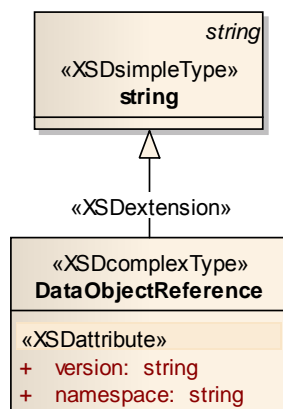 string
«XSDsimpleType»
string
«XSDextension»
«XSDcomplexType»
DataObjectReference
«XSDattribute»
+ version: string
+ namespace: string